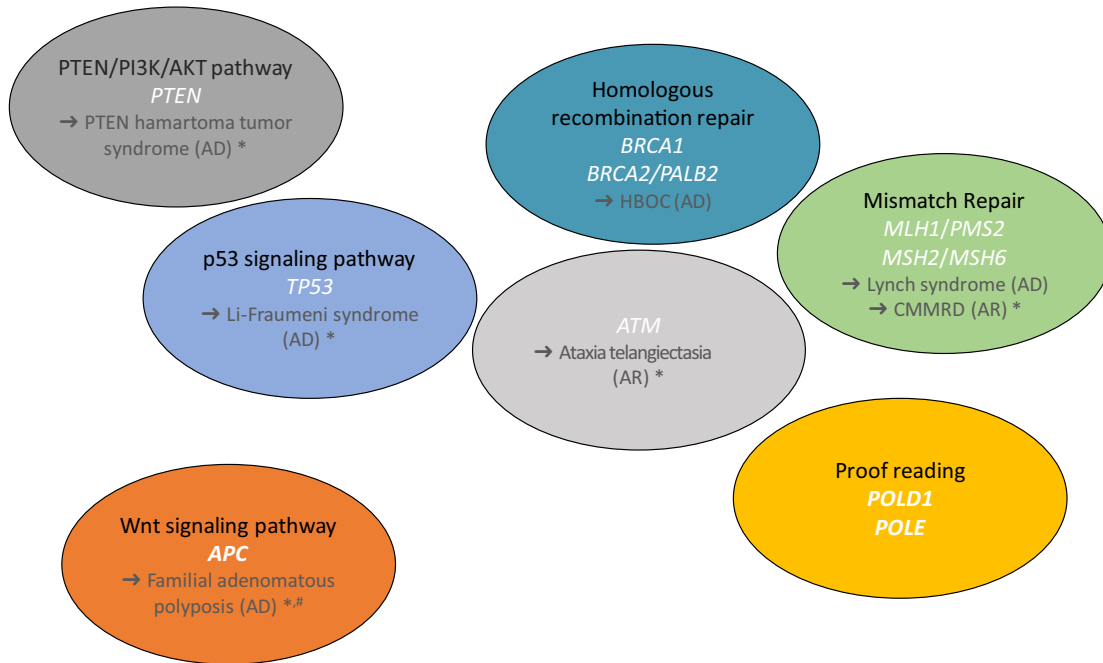 PTEN/PI3K/AKT pathway
PTEN
→ PTEN hamartoma tumor
syndrome (AD) *
Homologous
recombination repair
BRCA1
BRCA2/PALB2
→ HBOC (AD)
Mismatch Repair
MLH1/PMS2
MSH2/MSH6
→ Lynch syndrome (AD)
→ CMMRD (AR) *
p53 signaling pathway
TP53
→ Li-Fraumeni syndrome
(AD) *
ATM
→ Ataxia telangiectasia
(AR) *
Proof reading
POLD1
POLE
Wnt signaling pathway
APC
→ Familial adenomatous
polyposis (AD) *,#